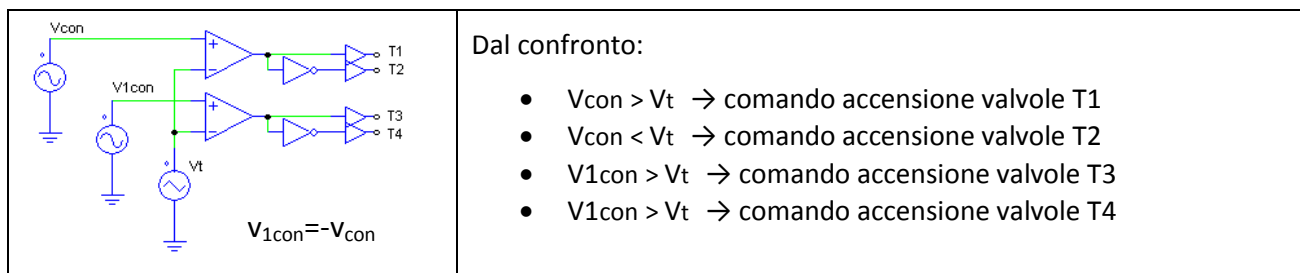 Vcon
T1
T2
V1con
T3
T4
Vt
v1con=-vcon
Dal confronto:
• Vcon > Vt → comando accensione valvole T1
• Vcon < Vt → comando accensione valvole T2
• V1con > Vt → comando accensione valvole T3
• V1con > Vt → comando accensione valvole T4